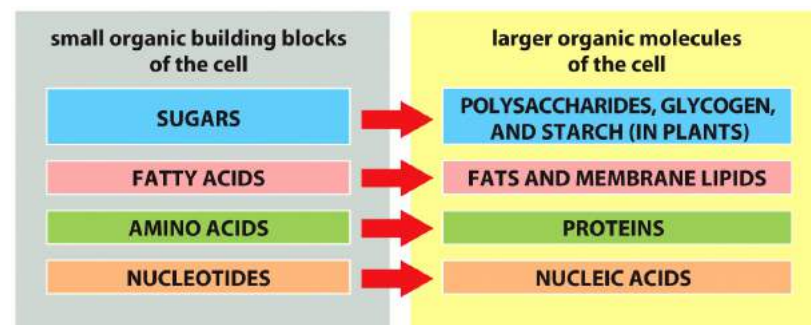 small organic building blocks
of the cell
larger organic molecules
of the cell
SUGARS
POLYSACCHARIDES, GLYCOGEN,
AND STARCH (IN PLANTS)
FATTY ACIDS
FATS AND MEMBRANE LIPIDS
AMINO ACIDS
PROTEINS
NUCLEOTIDES
NUCLEIC ACIDS